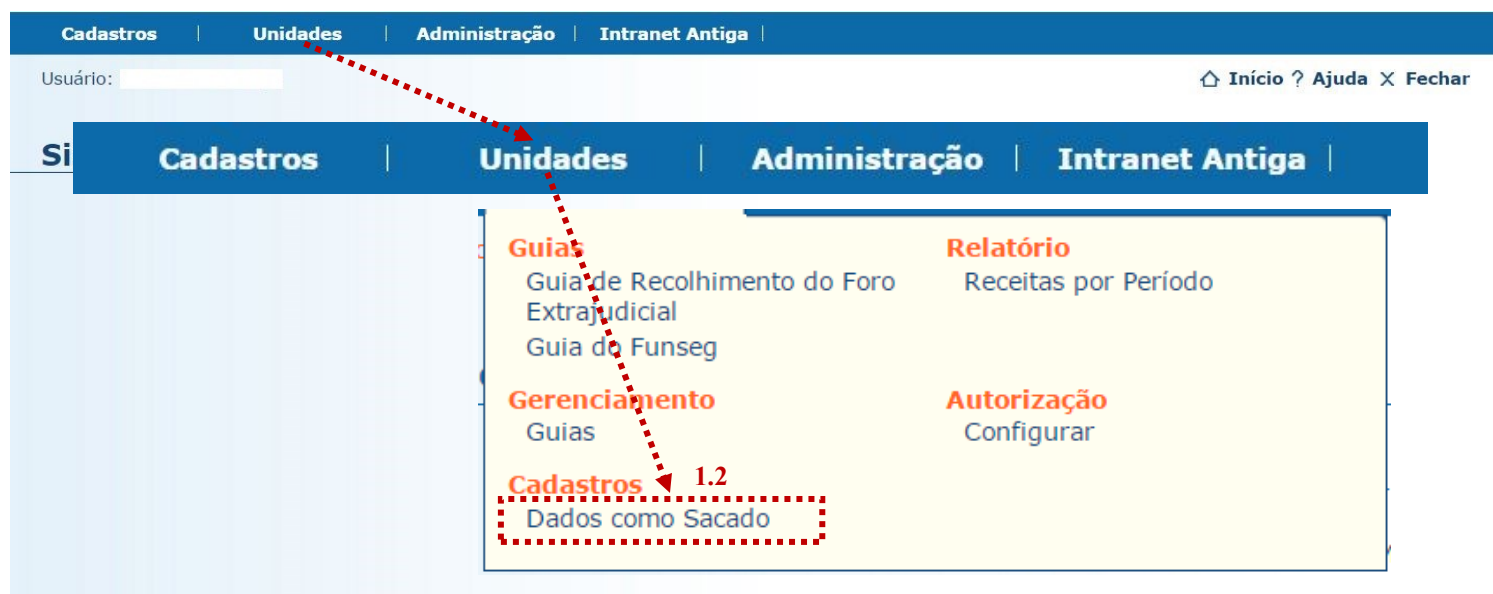 Cadastros | Unidades | Administração | Intranet Antiga |
Usuário:
Início ? Ajuda X Fechar
Si
Cadastros | Unidades | Administração | Intranet Antiga |
Guias
Guia de Recolhimento do Foro
Extrajudicial
Guia do Funseg
Relatório
Receitas por Período
Gerenciamento
Guias
Autorização
Configurar
Cadastros
1.2
Dados como Sacado